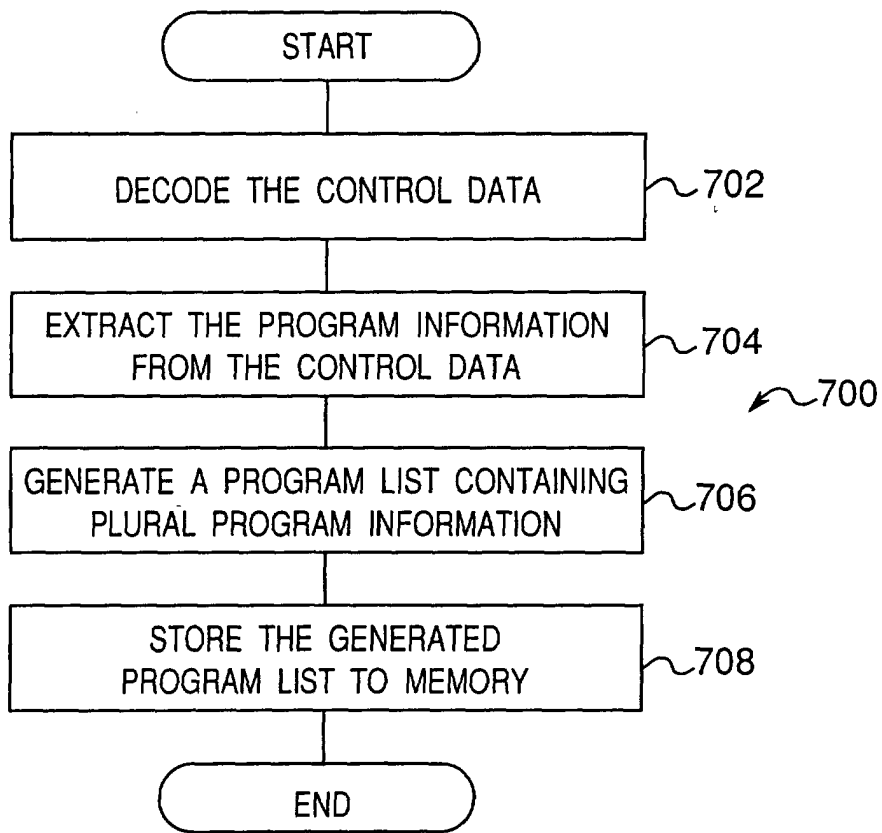 START
DECODE THE CONTROL DATA
702
EXTRACT THE PROGRAM INFORMATION
FROM THE CONTROL DATA
704
700
GENERATE A PROGRAM LIST CONTAINING
PLURAL PROGRAM INFORMATION
706
STORE THE GENERATED
PROGRAM LIST TO MEMORY
708
END